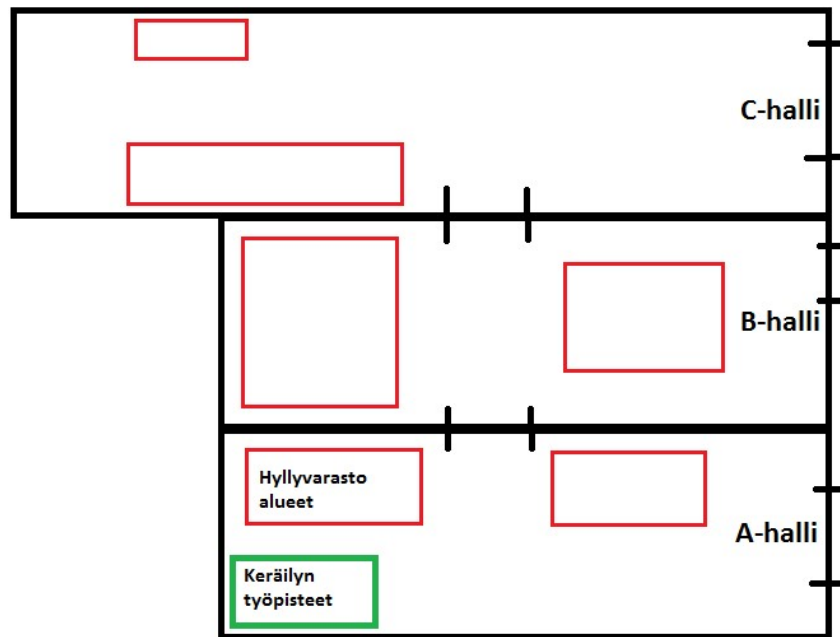 C-halli
B-halli
Hyllyvarasto
alueet
A-halli
Keräilyn
työpisteet